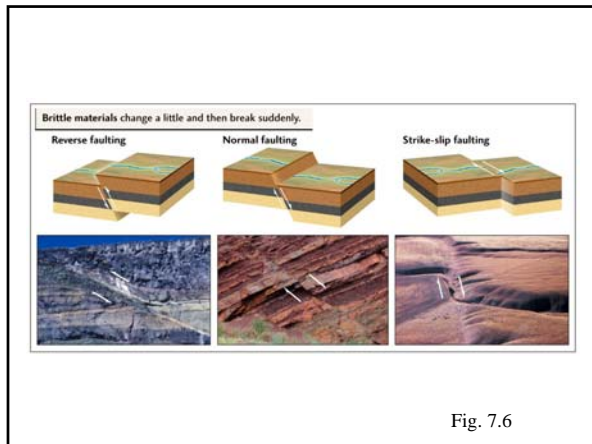 Brittle materials change a little and then break suddenly.
Reverse faulting
Normal faulting
Strike-slip faulting
Fig. 7.6